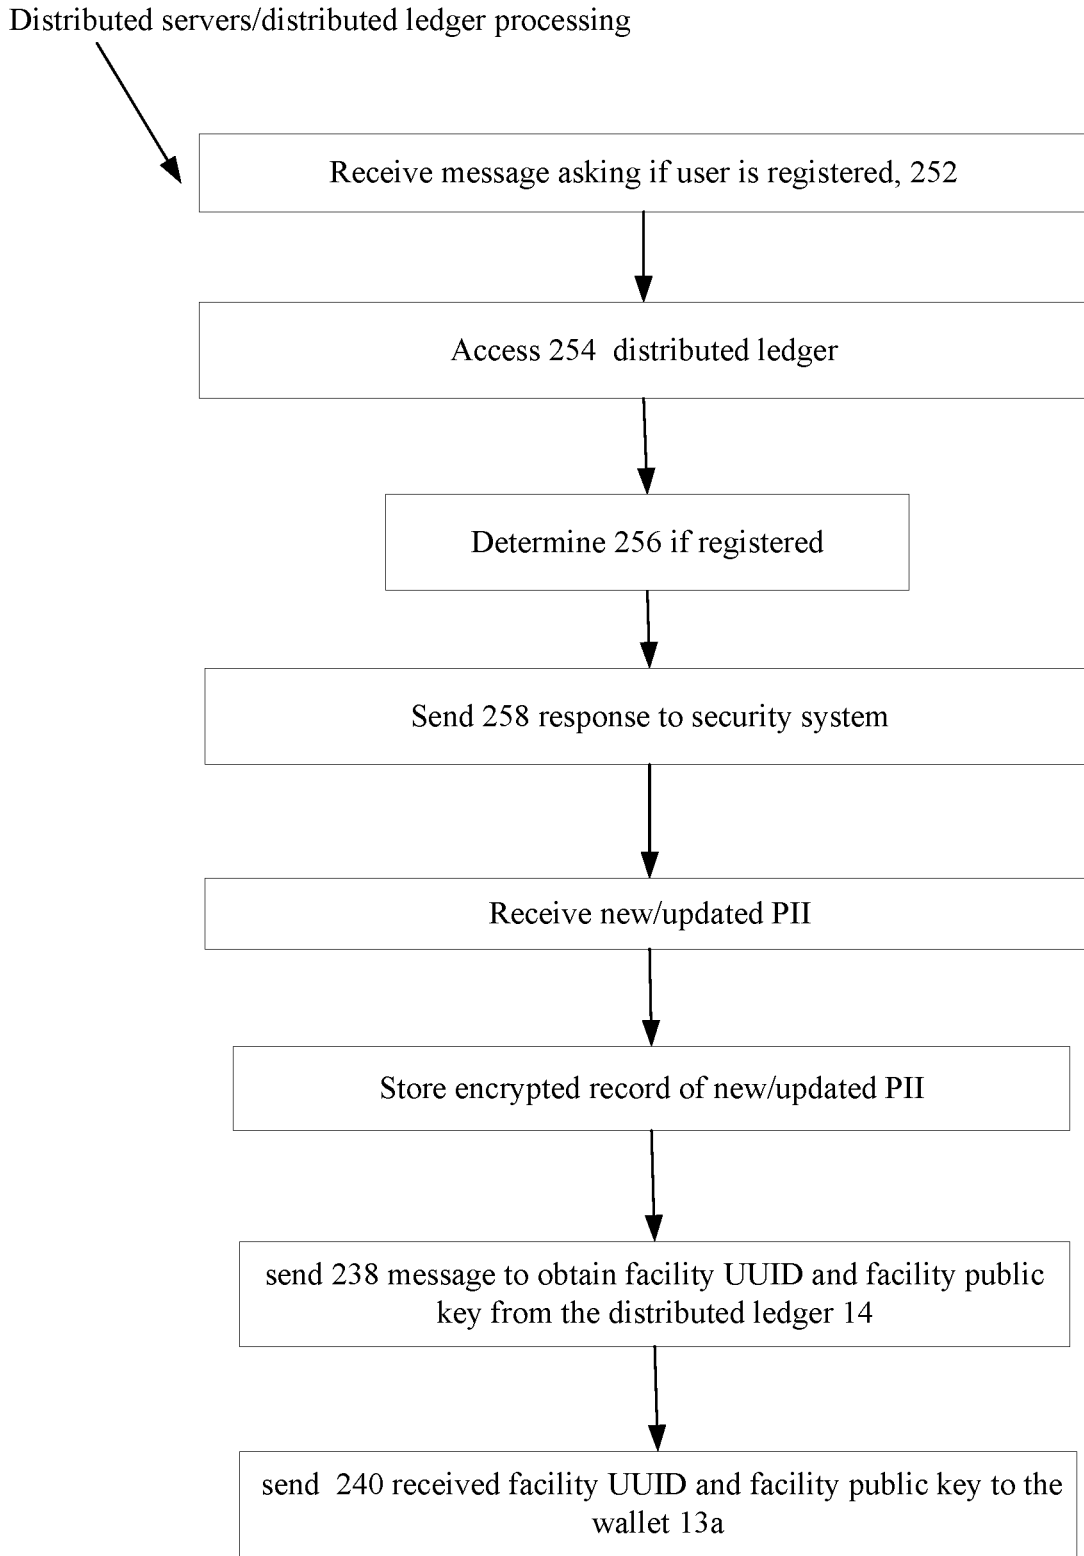 Distributed servers/distributed ledger processing
Receive message asking if user is registered, 252
Access 254 distributed ledger
Determine 256 if registered
Send 258 response to security system
Receive new/updated PII
Store encrypted record of new/updated PII
send 238 message to obtain facility UUID and facility public
key from the distributed ledger 14
send 240 received facility UUID and facility public key to the
wallet 13a